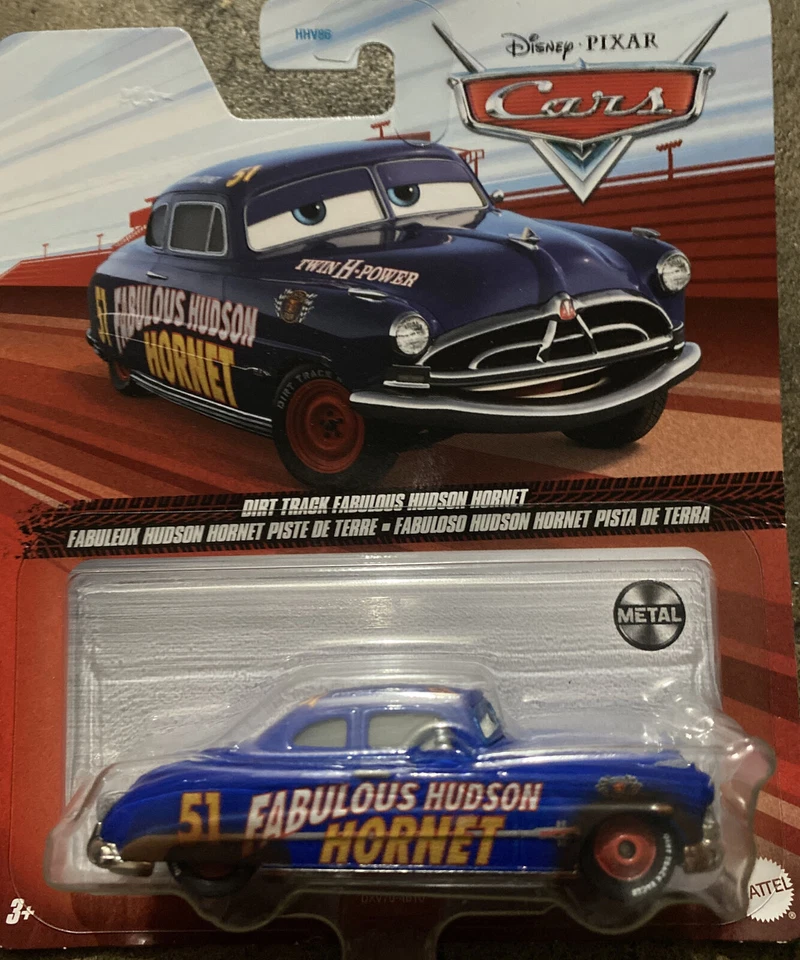 HHV86
Disney · PIXAR
Cars
51
TWIN H-POWER
51
FABULOUS HUDSON
HORNET
DIRT TRACK
DIRT TRACK FABULOUS HUDSON HORNET
FABULEUX HUDSON HORNET PISTE DE TERRE ▪ FABULOSO HUDSON HORNET PISTA DE TERRA
METAL
51
FABULOUS HUDSON
HORNET
3+
MATTEL
®